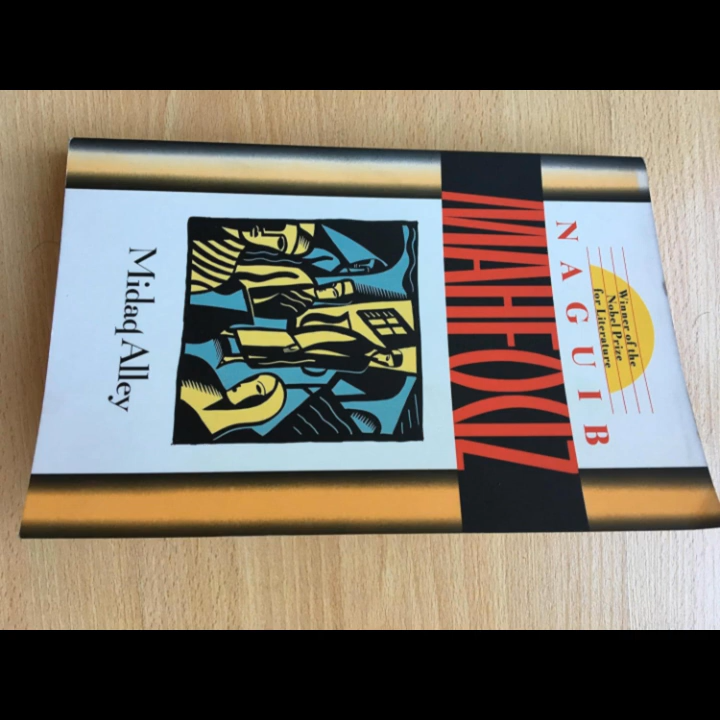 Winner of the
Nobel Prize
for Literature
NAGUIB
MAHFOUZ
Midaq Alley